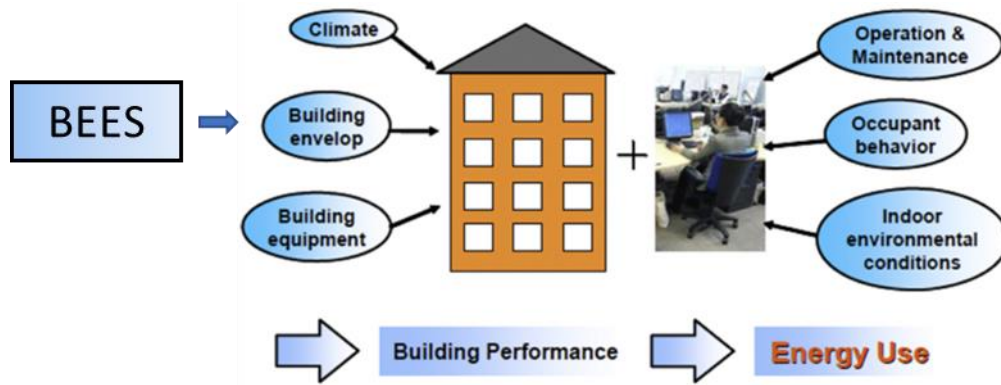 BEES
Climate
Building
envelop
Building
equipment
+
Operation &
Maintenance
Occupant
behavior
Indoor
environmental
conditions
Building Performance
Energy Use